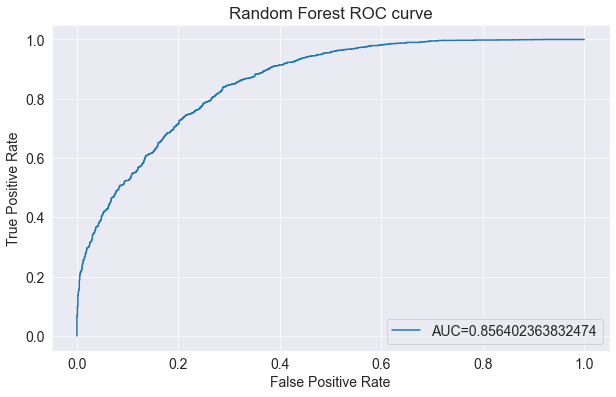 Random Forest ROC curve
1.0
0.8
0.6
0.4
0.2
0.0
True Positive Rate
AUC=0.856402363832474
0.0 0.2 0.4 0.6 0.8 1.0
False Positive Rate